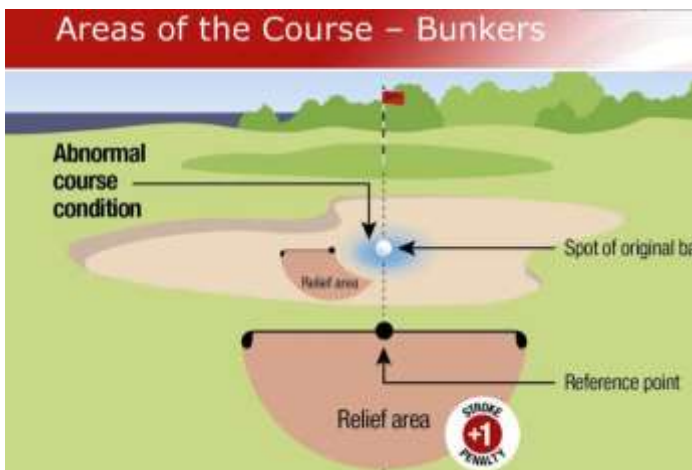 Areas of the Course – Bunkers
Abnormal
course
condition
Spot of original ba
Relief area
Reference point
Relief area
STROKE
+1
PENALTY